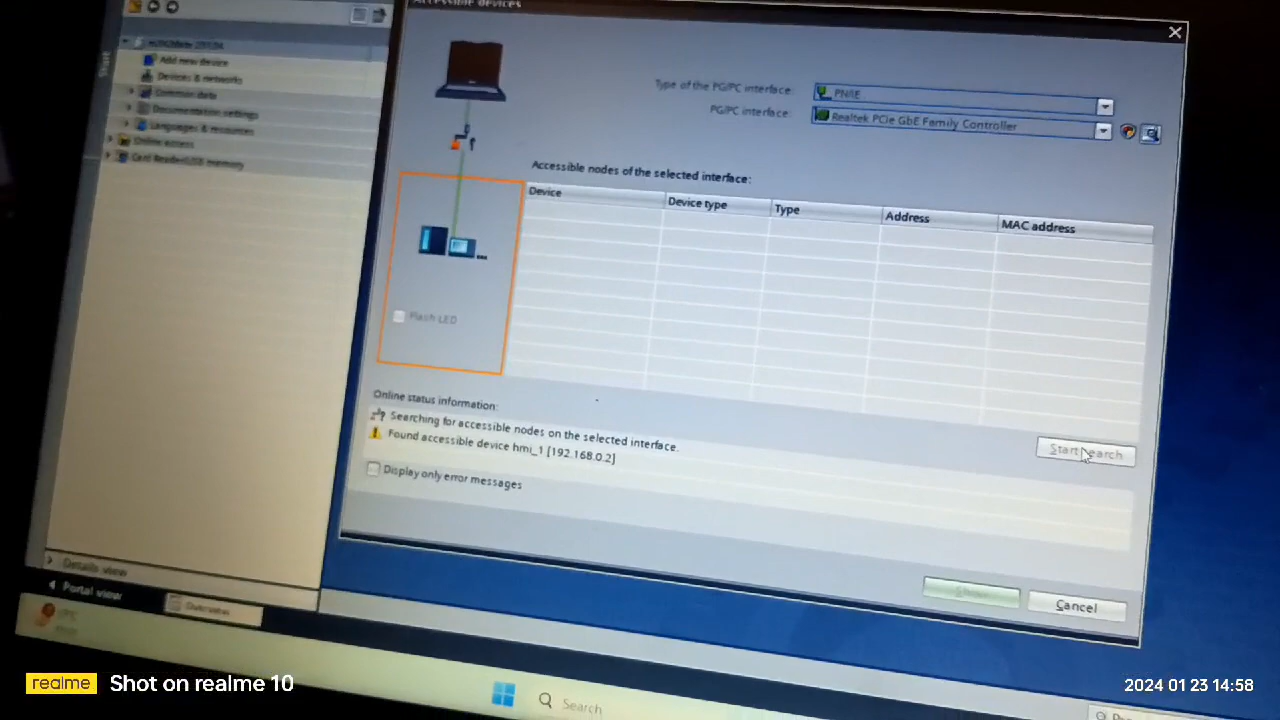 Accessible devices
Start
Add new device
Devices & networks
Common data
Documentation settings
Languages & resources
Online access
Card Reader/USB memory
Type of the PG/PC interface:
PN/IE
PG/PC interface:
Realtek PCIe GbE Family Controller
Accessible nodes of the selected interface:
Device
Device type
Type
Address
MAC address
Flash LED
Online status information:
Searching for accessible nodes on the selected interface.
Found accessible device hmi_1 [192.168.0.2]
Start search
Display only error messages
Show
Cancel
Details view
Portal view
Overview
Search
realme
Shot on realme 10
2024 01 23 14:58